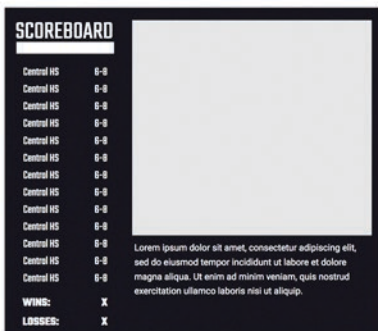 SCOREBOARD
Central HS 6-8
Central HS 6-8
Central HS 6-8
Central HS 6-8
Central HS 6-8
Central HS 6-8
Central HS 6-8
Central HS 6-8
Central HS 6-8
Central HS 6-8
Central HS 6-8
Central HS 6-8
Central HS 6-8
WINS: X
LOSSES: X
Lorem ipsum dolor sit amet, consectetur adipiscing elit,
sed do eiusmod tempor incididunt ut labore et dolore
magna aliqua. Ut enim ad minim veniam, quis nostrud
exercitation ullamco laboris nisi ut aliquip.